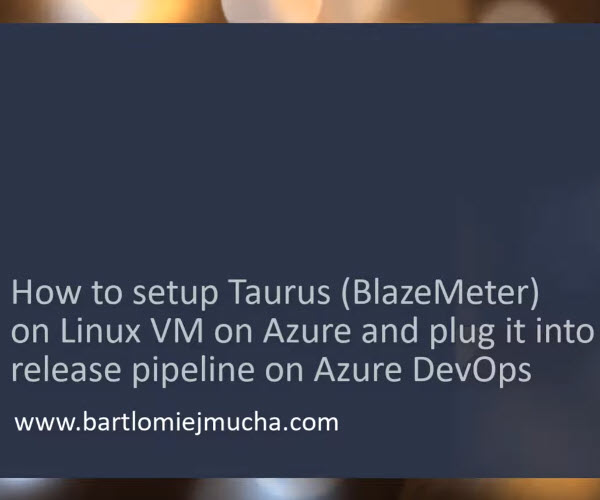 How to setup Taurus (BlazeMeter)
on Linux VM on Azure and plug it into
release pipeline on Azure DevOps
www.bartlomiejmucha.com